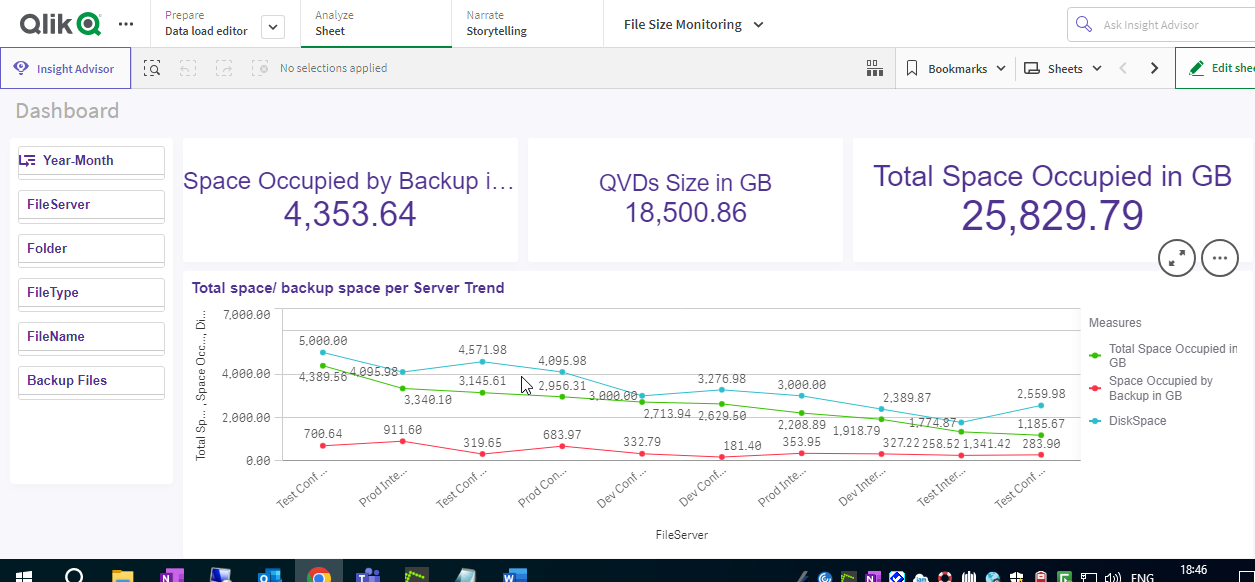 Qlik
Prepare
Data load editor
Analyze
Sheet
Narrate
Storytelling
File Size Monitoring
Ask Insight Advisor
Insight Advisor
No selections applied
Bookmarks
Sheets
Edit shee
Dashboard
Year-Month
FileServer
Folder
FileType
FileName
Backup Files
Space Occupied by Backup i...
4,353.64
QVDs Size in GB
18,500.86
Total Space Occupied in GB
25,829.79
Total space/ backup space per Server Trend
Total Sp..., Space Occ..., Di...
7,000.00
4,000.00
2,000.00
0.00
5,000.00
4,095.98
4,571.98
4,095.98
3,000.00
3,276.98
3,000.00
2,389.87
1,774.87
2,559.98
4,389.56
3,340.10
3,145.61
2,956.31
2,713.94
2,629.50
2,208.89
1,918.79
1,341.42
1,185.67
700.64
911.60
319.65
683.97
332.79
181.40
353.95
327.22
258.52
283.90
Test Conf ...
Prod Inte...
Test Conf ...
Prod Con...
Dev Conf ...
Dev Conf...
Prod Inte...
Dev Inter...
Test Inter...
Test Conf ...
FileServer
Measures
Total Space Occupied in
GB
Space Occupied by
Backup in GB
DiskSpace
18:46
ENG